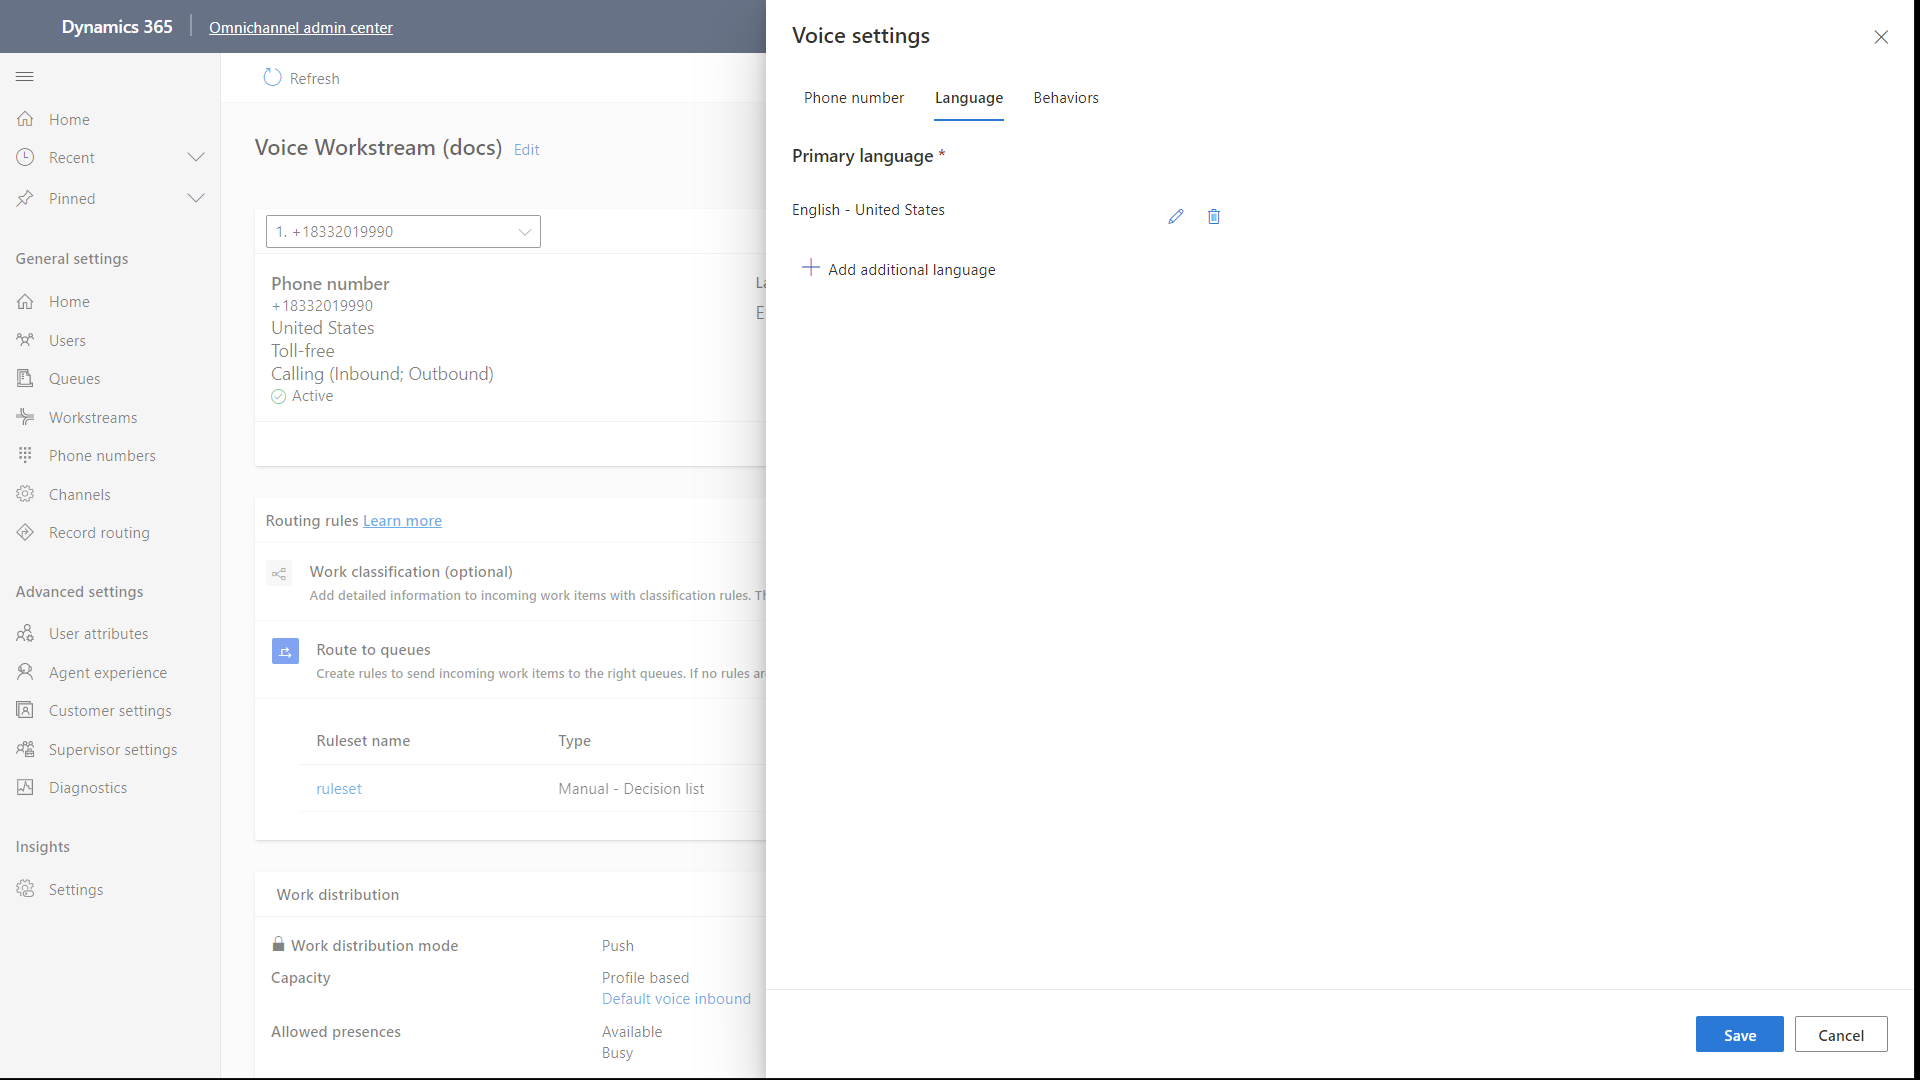 Dynamics 365
Omnichannel admin center
Refresh
Home
Recent
Pinned
General settings
Home
Users
Queues
Workstreams
Phone numbers
Channels
Record routing
Advanced settings
User attributes
Agent experience
Customer settings
Supervisor settings
Diagnostics
Insights
Settings
Voice Workstream (docs) Edit
1. +18332019990
Phone number
+18332019990
United States
Toll-free
Calling (Inbound; Outbound)
Active
Routing rules Learn more
Work classification (optional)
Add detailed information to incoming work items with classification rules.
Route to queues
Create rules to send incoming work items to the right queues. If no rules
Ruleset name Type
ruleset Manual - Decision list
Work distribution
Work distribution mode Push
Capacity Profile based
Default voice inbound
Allowed presences Available
Busy
Voice settings
Phone number Language Behaviors
Primary language *
English - United States
Add additional language
Save Cancel